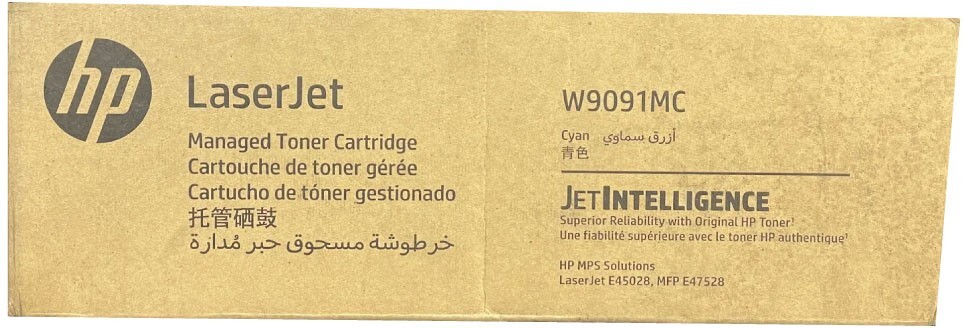 hp
LaserJet
Managed Toner Cartridge
Cartouche de toner gérée
Cartucho de tóner gestionado
托管硒鼓
خرطوشة مسحوق حبر مُدارة
W9091MC
Cyan أزرق سماوي
青色
JETINTELLIGENCE
Superior Reliability with Original HP Toner¹
Une fiabilité supérieure avec le toner HP authentique¹
HP MPS Solutions
LaserJet E45028, MFP E47528